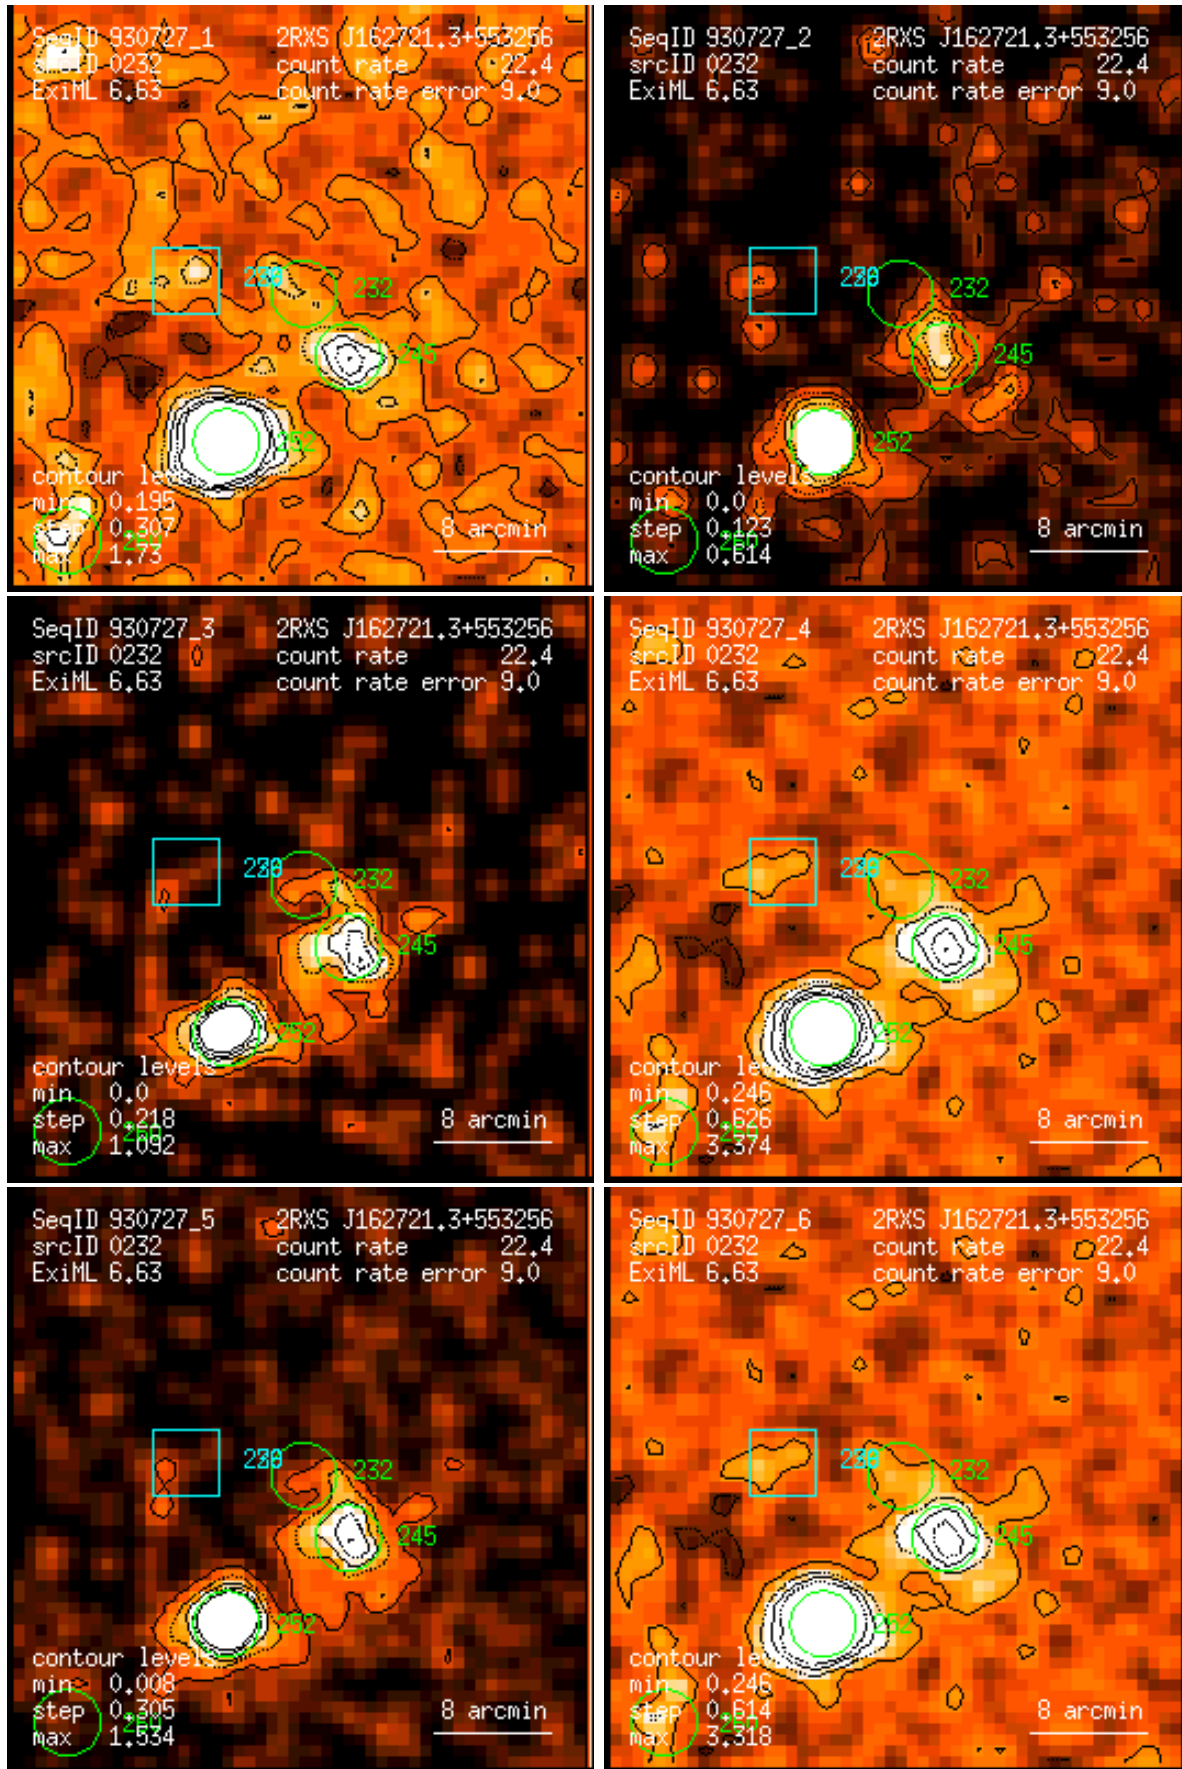 SeqID 930727_1 2RXS J162721.3+553256
srcID 0232 count rate 22.4
ExiML 6.63 count rate error 9.0
232
245
252
contour levels
min 0.195
step 0.307
max 1.73
8 arcmin
SeqID 930727_2 2RXS J162721.3+553256
srcID 0232 count rate 22.4
ExiML 6.63 count rate error 9.0
232
245
252
contour levels
min 0.0
step 0.123
max 0.614
8 arcmin
SeqID 930727_3 2RXS J162721.3+553256
srcID 0232 count rate 22.4
ExiML 6.63 count rate error 9.0
232
245
252
contour levels
min 0.0
step 0.218
max 1.092
8 arcmin
SeqID 930727_4 2RXS J162721.3+553256
srcID 0232 count rate 22.4
ExiML 6.63 count rate error 9.0
232
245
252
contour levels
min 0.246
step 0.626
max 3.374
8 arcmin
SeqID 930727_5 2RXS J162721.3+553256
srcID 0232 count rate 22.4
ExiML 6.63 count rate error 9.0
232
245
252
contour levels
min 0.008
step 0.305
max 1.534
8 arcmin
SeqID 930727_6 2RXS J162721.3+553256
srcID 0232 count rate 22.4
ExiML 6.63 count rate error 9.0
232
245
252
contour levels
min 0.246
step 0.614
max 3.318
8 arcmin